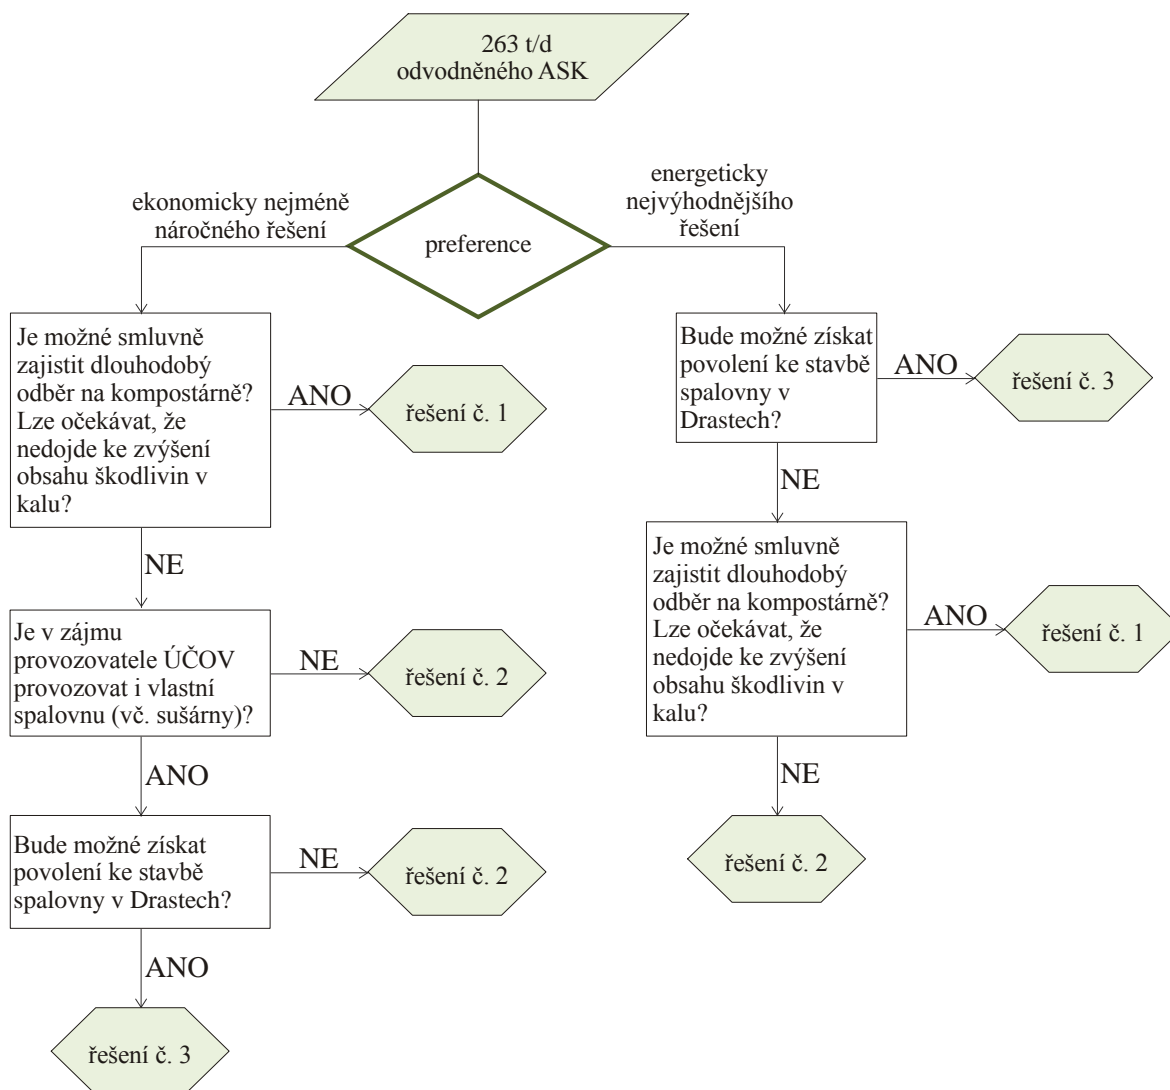 263 t/d
odvodněného ASK
ekonomicky nejméně
náročného řešení
energeticky
nejvýhodnějšího
řešení
preference
Je možné smluvně
zajistit dlouhodobý
odběr na kompostárně?
Lze očekávat, že
nedojde ke zvýšení
obsahu škodlivin v
kalu?
ANO
řešení č. 1
NE
Je v zájmu
provozovatele ÚČOV
provozovat i vlastní
spalovnu (vč. sušárny)?
NE
řešení č. 2
ANO
Bude možné získat
povolení ke stavbě
spalovny v Drastech?
NE
řešení č. 2
ANO
řešení č. 3
Bude možné získat
povolení ke stavbě
spalovny v
Drastech?
ANO
řešení č. 3
NE
Je možné smluvně
zajistit dlouhodobý
odběr na kompostárně?
Lze očekávat, že
nedojde ke zvýšení
obsahu škodlivin v
kalu?
ANO
řešení č. 1
NE
řešení č. 2